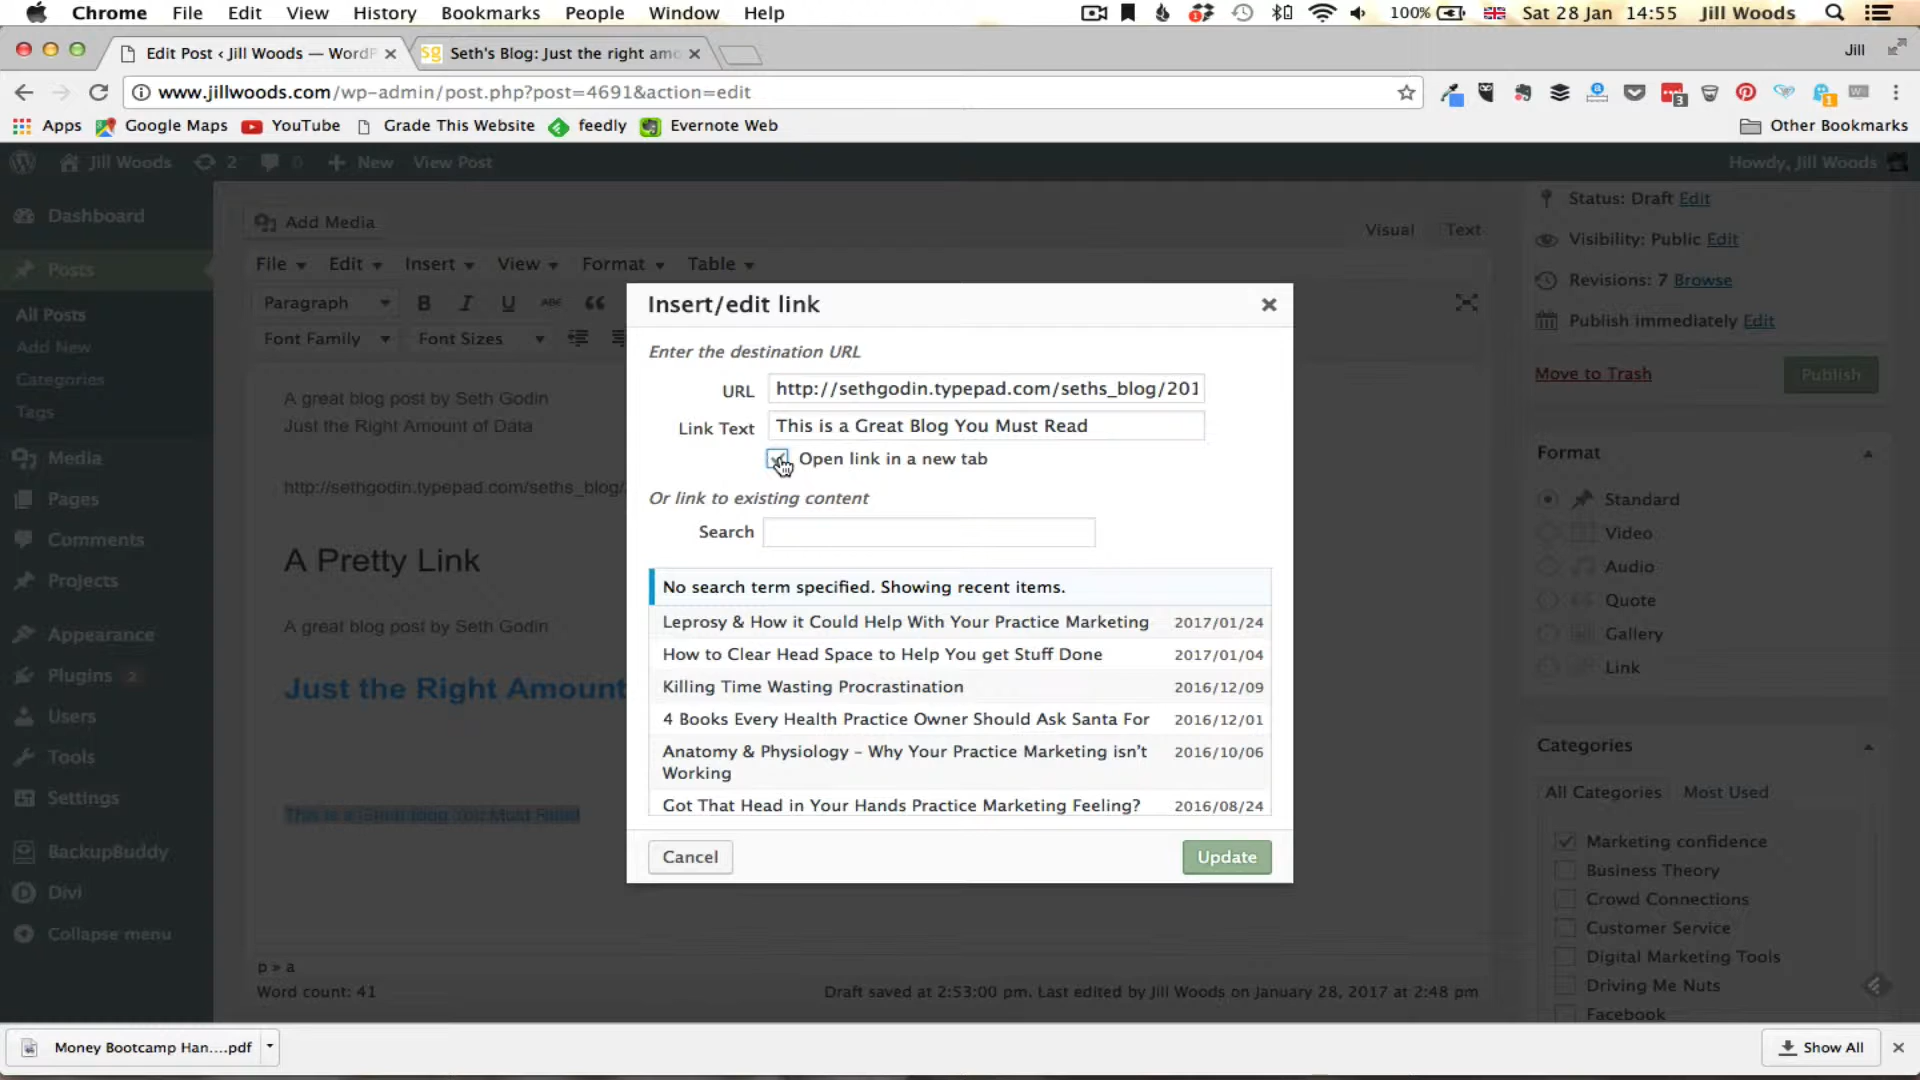 Chrome File Edit View History Bookmarks People Window Help 100% Sat 28 Jan 14:55 Jill Woods
Edit Post ‹ Jill Woods — WordP Seth's Blog: Just the right amo Jill
www.jillwoods.com/wp-admin/post.php?post=4691&action=edit
Apps Google Maps YouTube Grade This Website feedly Evernote Web Other Bookmarks
Jill Woods 2 0 New View Post Howdy, Jill Woods
Dashboard
Posts
All Posts
Add New
Categories
Tags
Media
Pages
Comments
Projects
Appearance
Plugins 2
Users
Tools
Settings
BackupBuddy
Divi
Collapse menu
Add Media Visual Text
File Edit Insert View Format Table
Paragraph B I U ABC
Font Family Font Sizes
A great blog post by Seth Godin
Just the Right Amount of Data
http://sethgodin.typepad.com/seths_blog/
A Pretty Link
A great blog post by Seth Godin
Just the Right Amount
This is a Great Blog You Must Read
p » a
Word count: 41
Draft saved at 2:53:00 pm. Last edited by Jill Woods on January 28, 2017 at 2:48 pm
Insert/edit link
Enter the destination URL
URL http://sethgodin.typepad.com/seths_blog/201
Link Text This is a Great Blog You Must Read
Open link in a new tab
Or link to existing content
Search
No search term specified. Showing recent items.
Leprosy & How it Could Help With Your Practice Marketing 2017/01/24
How to Clear Head Space to Help You get Stuff Done 2017/01/04
Killing Time Wasting Procrastination 2016/12/09
4 Books Every Health Practice Owner Should Ask Santa For 2016/12/01
Anatomy & Physiology – Why Your Practice Marketing isn't 2016/10/06
Working
Got That Head in Your Hands Practice Marketing Feeling? 2016/08/24
Cancel Update
Status: Draft Edit
Visibility: Public Edit
Revisions: 7 Browse
Publish immediately Edit
Move to Trash Publish
Format
Standard
Video
Audio
Quote
Gallery
Link
Categories
All Categories Most Used
Marketing confidence
Business Theory
Crowd Connections
Customer Service
Digital Marketing Tools
Driving Me Nuts
Facebook
Money Bootcamp Han....pdf Show All